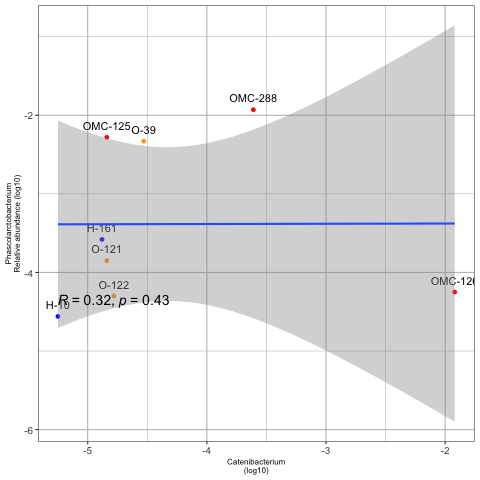 OMC-288
OMC-125
O-39
H-161
O-121
O-122
OMC-126
H-10
R = 0.32, p = 0.43
-2
-4
-6
-5
-4
-3
-2
Phascolarctobacterium
Relative abundance (log10)
Catenibacterium
(log10)